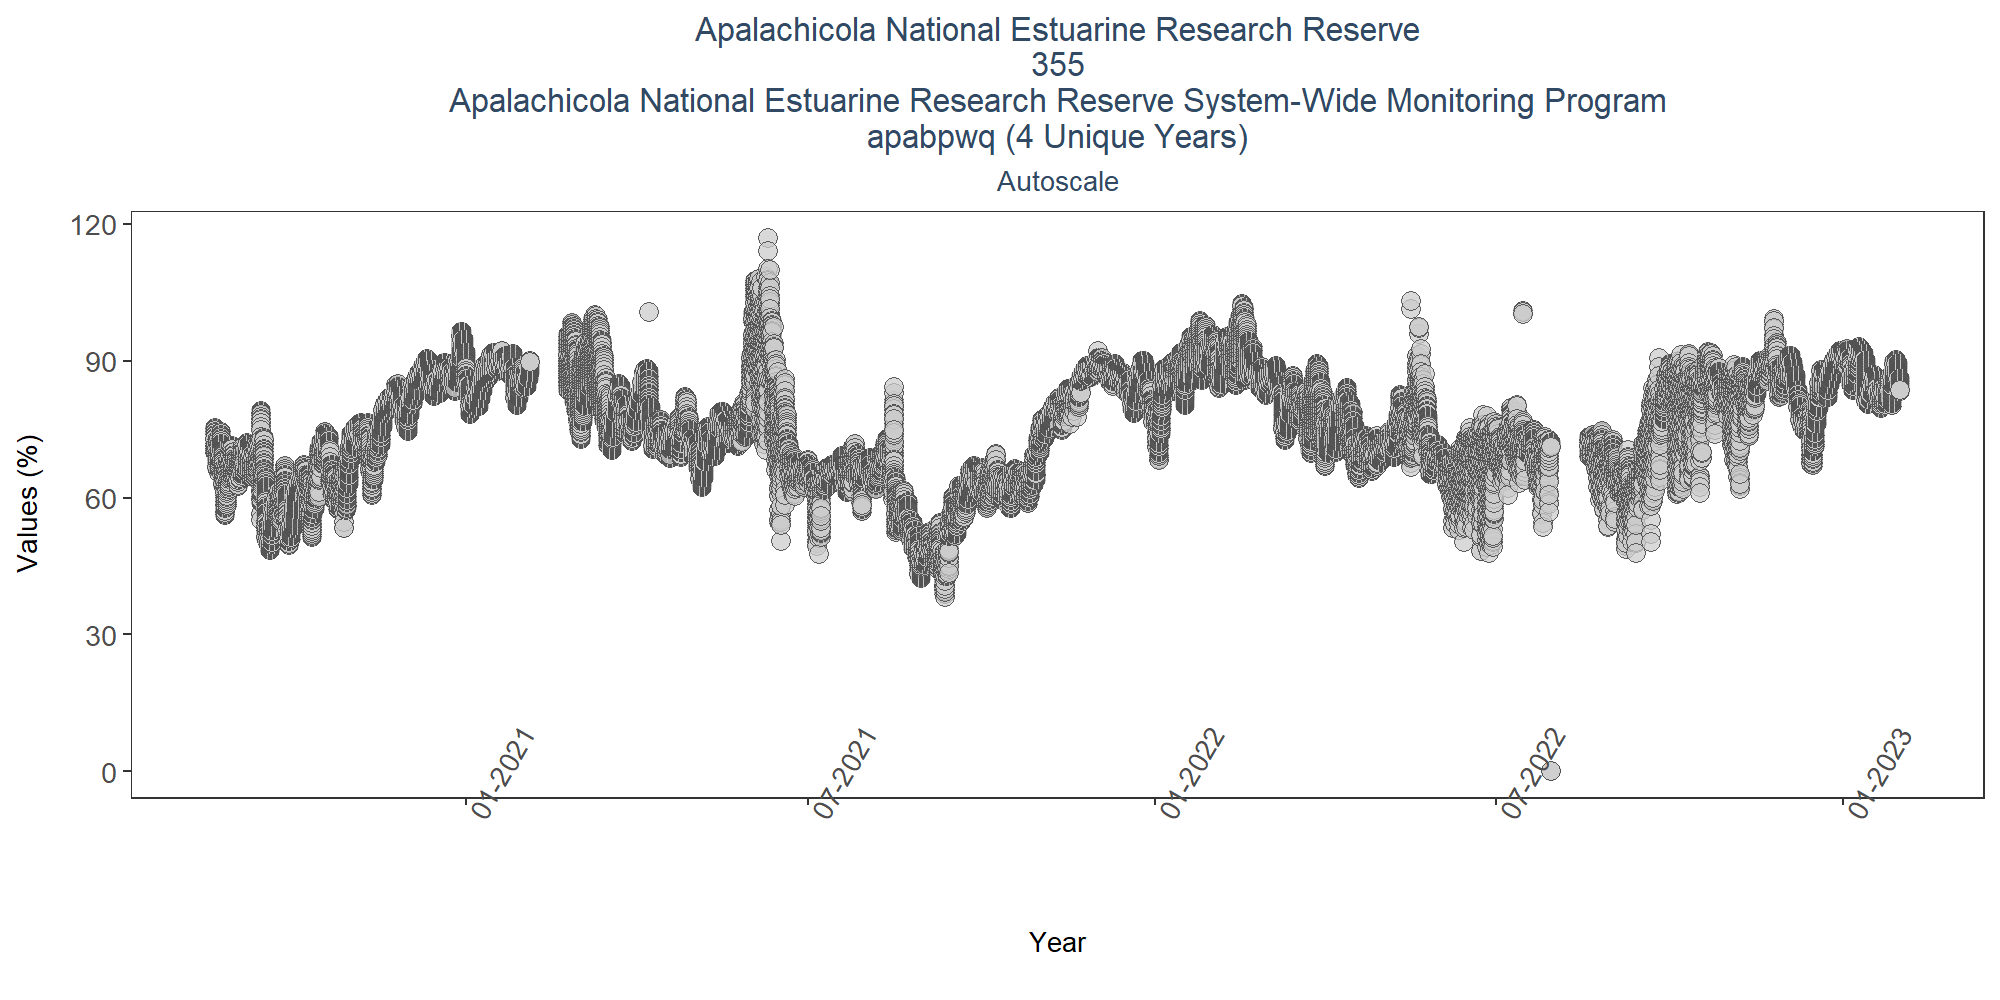 Apalachicola National Estuarine Research Reserve
355
Apalachicola National Estuarine Research Reserve System-Wide Monitoring Program
apabpwq (4 Unique Years)
Autoscale
Values (%)
120
90
60
30
0
01-2021
07-2021
01-2022
07-2022
01-2023
Year